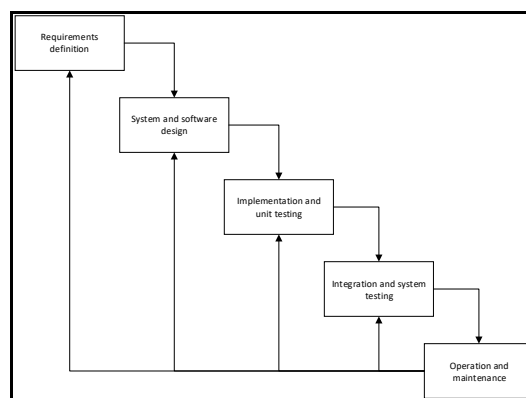 Requirements
definition
System and software
design
Implementation and
unit testing
Integration and system
testing
Operation and
maintenance